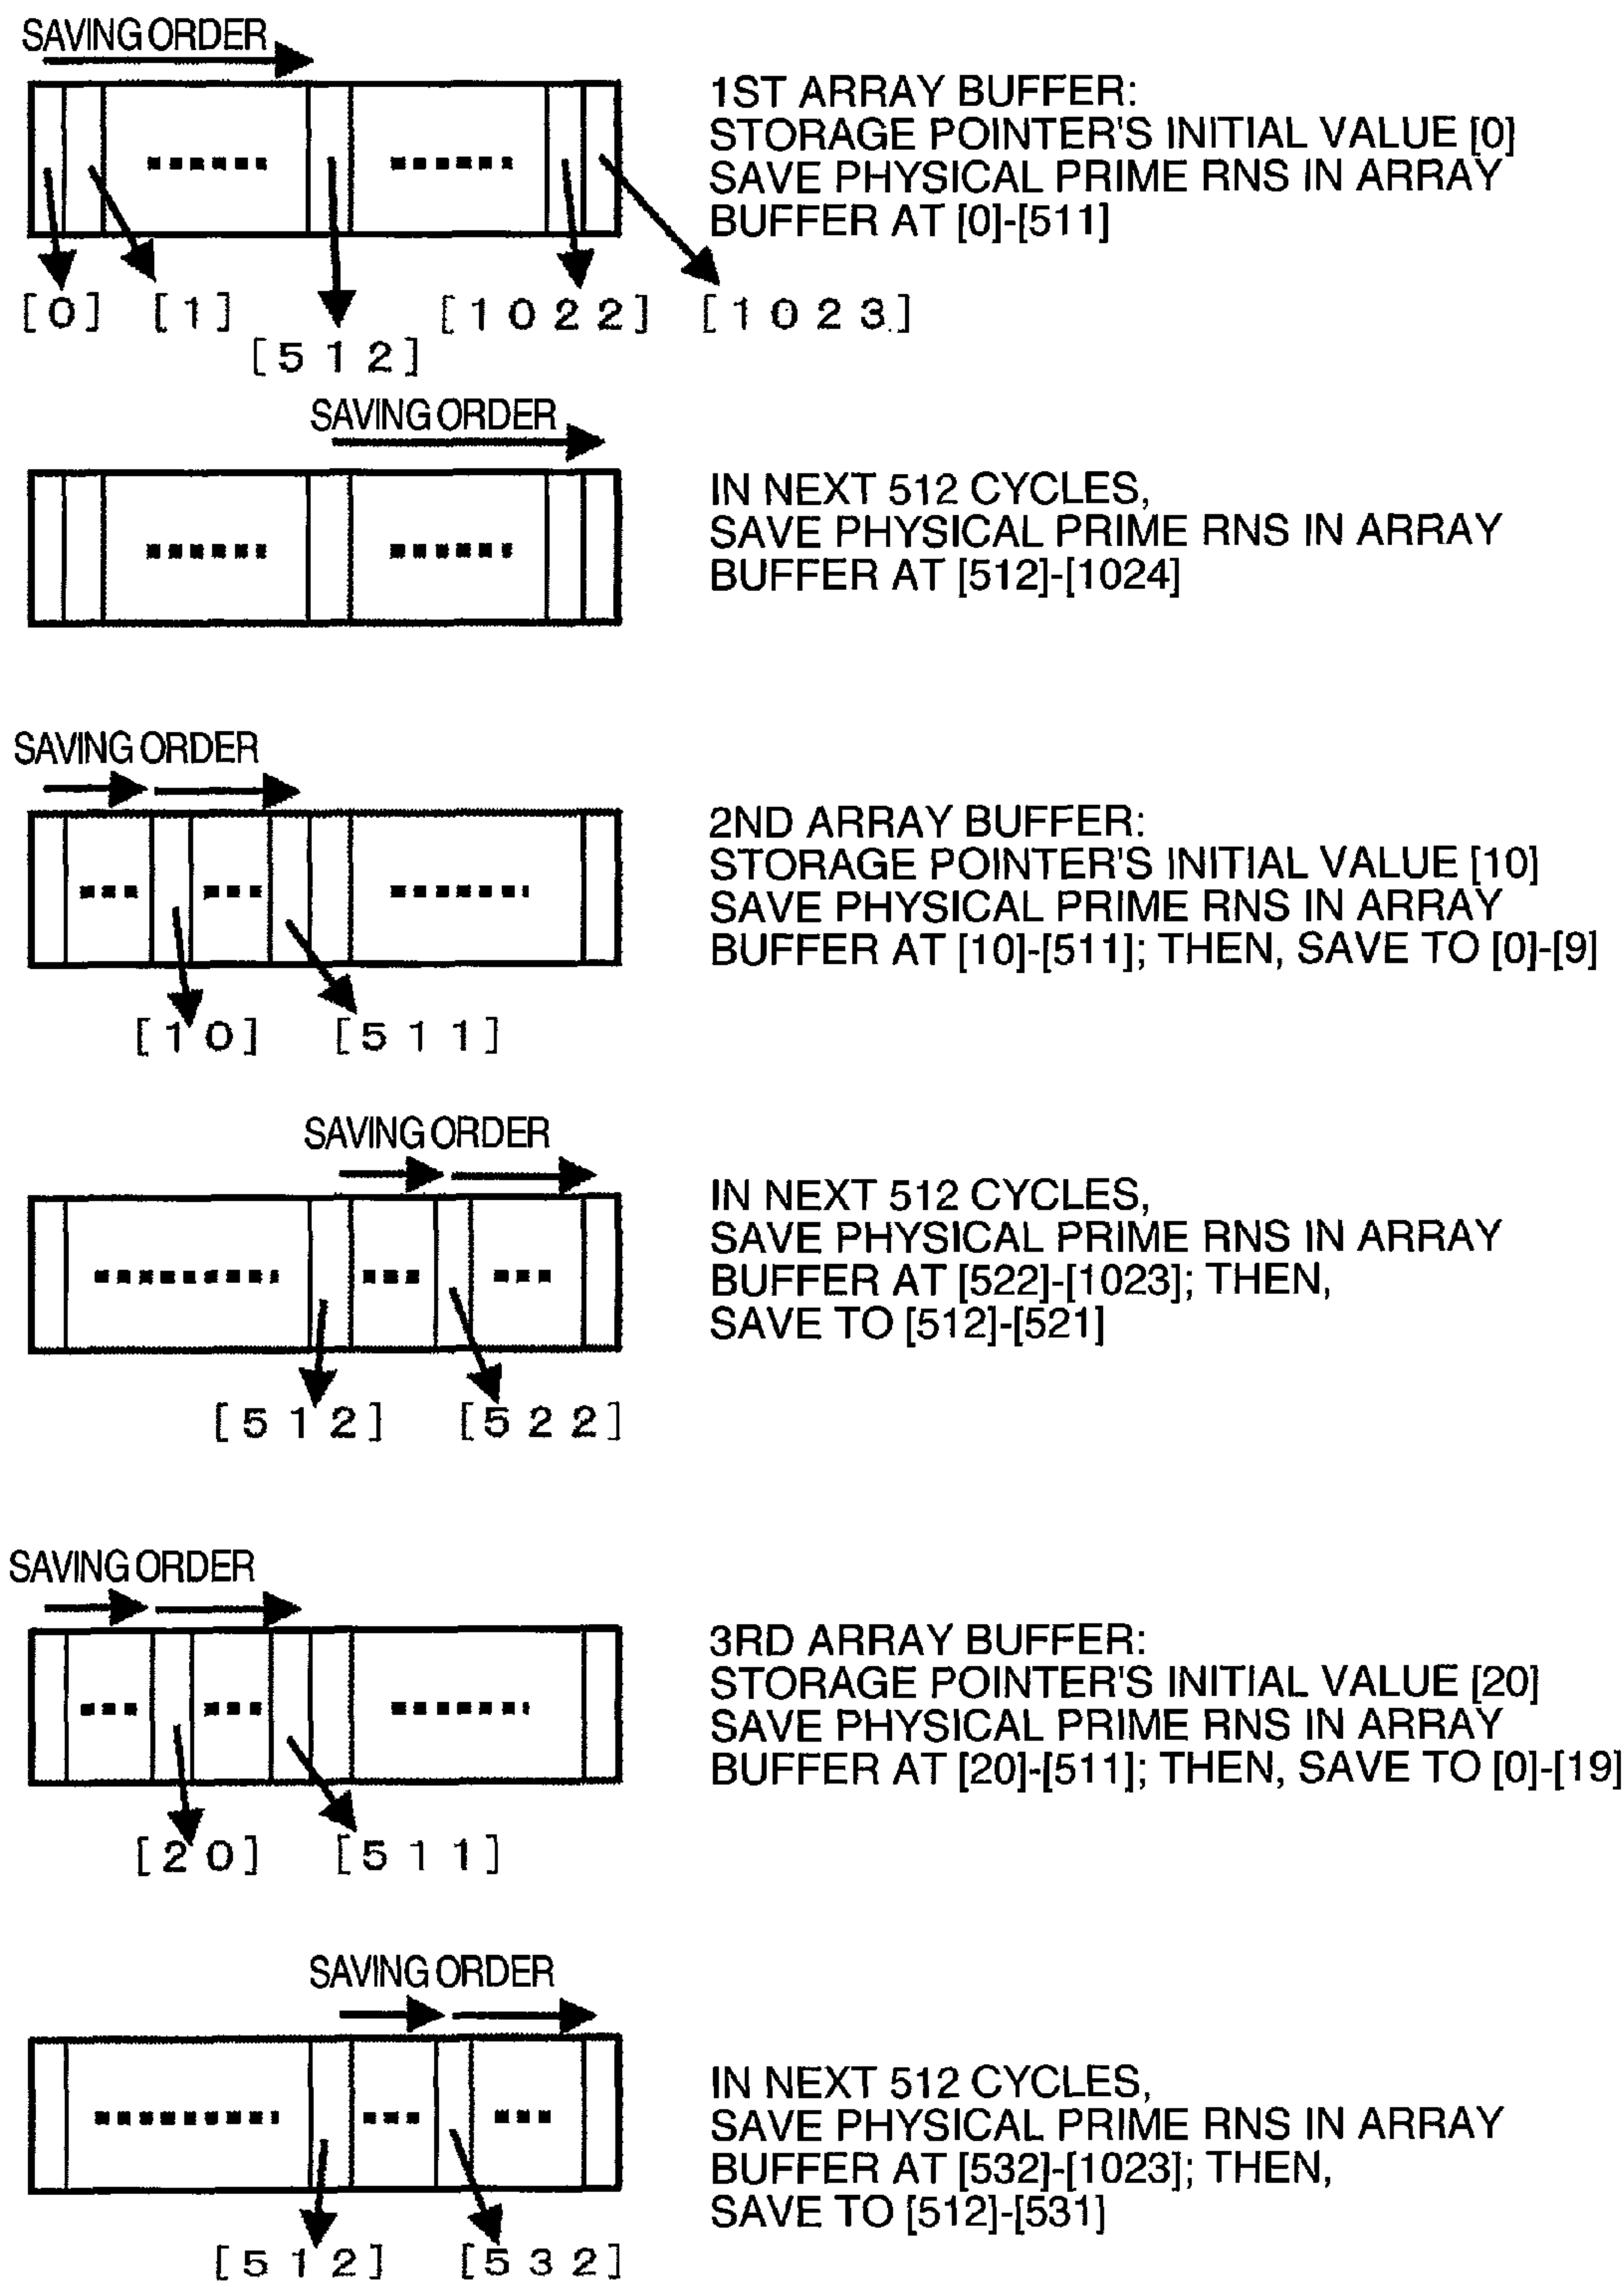 SAVING ORDER
1ST ARRAY BUFFER:
STORAGE POINTER'S INITIAL VALUE [0]
SAVE PHYSICAL PRIME RNS IN ARRAY
BUFFER AT [0]-[511]
[0] [1] [1022] [1023]
[512]
SAVING ORDER
IN NEXT 512 CYCLES,
SAVE PHYSICAL PRIME RNS IN ARRAY
BUFFER AT [512]-[1024]
SAVING ORDER
2ND ARRAY BUFFER:
STORAGE POINTER'S INITIAL VALUE [10]
SAVE PHYSICAL PRIME RNS IN ARRAY
BUFFER AT [10]-[511]; THEN, SAVE TO [0]-[9]
[10] [511]
SAVING ORDER
IN NEXT 512 CYCLES,
SAVE PHYSICAL PRIME RNS IN ARRAY
BUFFER AT [522]-[1023]; THEN,
SAVE TO [512]-[521]
[512] [522]
SAVING ORDER
3RD ARRAY BUFFER:
STORAGE POINTER'S INITIAL VALUE [20]
SAVE PHYSICAL PRIME RNS IN ARRAY
BUFFER AT [20]-[511]; THEN, SAVE TO [0]-[19]
[20] [511]
SAVING ORDER
IN NEXT 512 CYCLES,
SAVE PHYSICAL PRIME RNS IN ARRAY
BUFFER AT [532]-[1023]; THEN,
SAVE TO [512]-[531]
[512] [532]